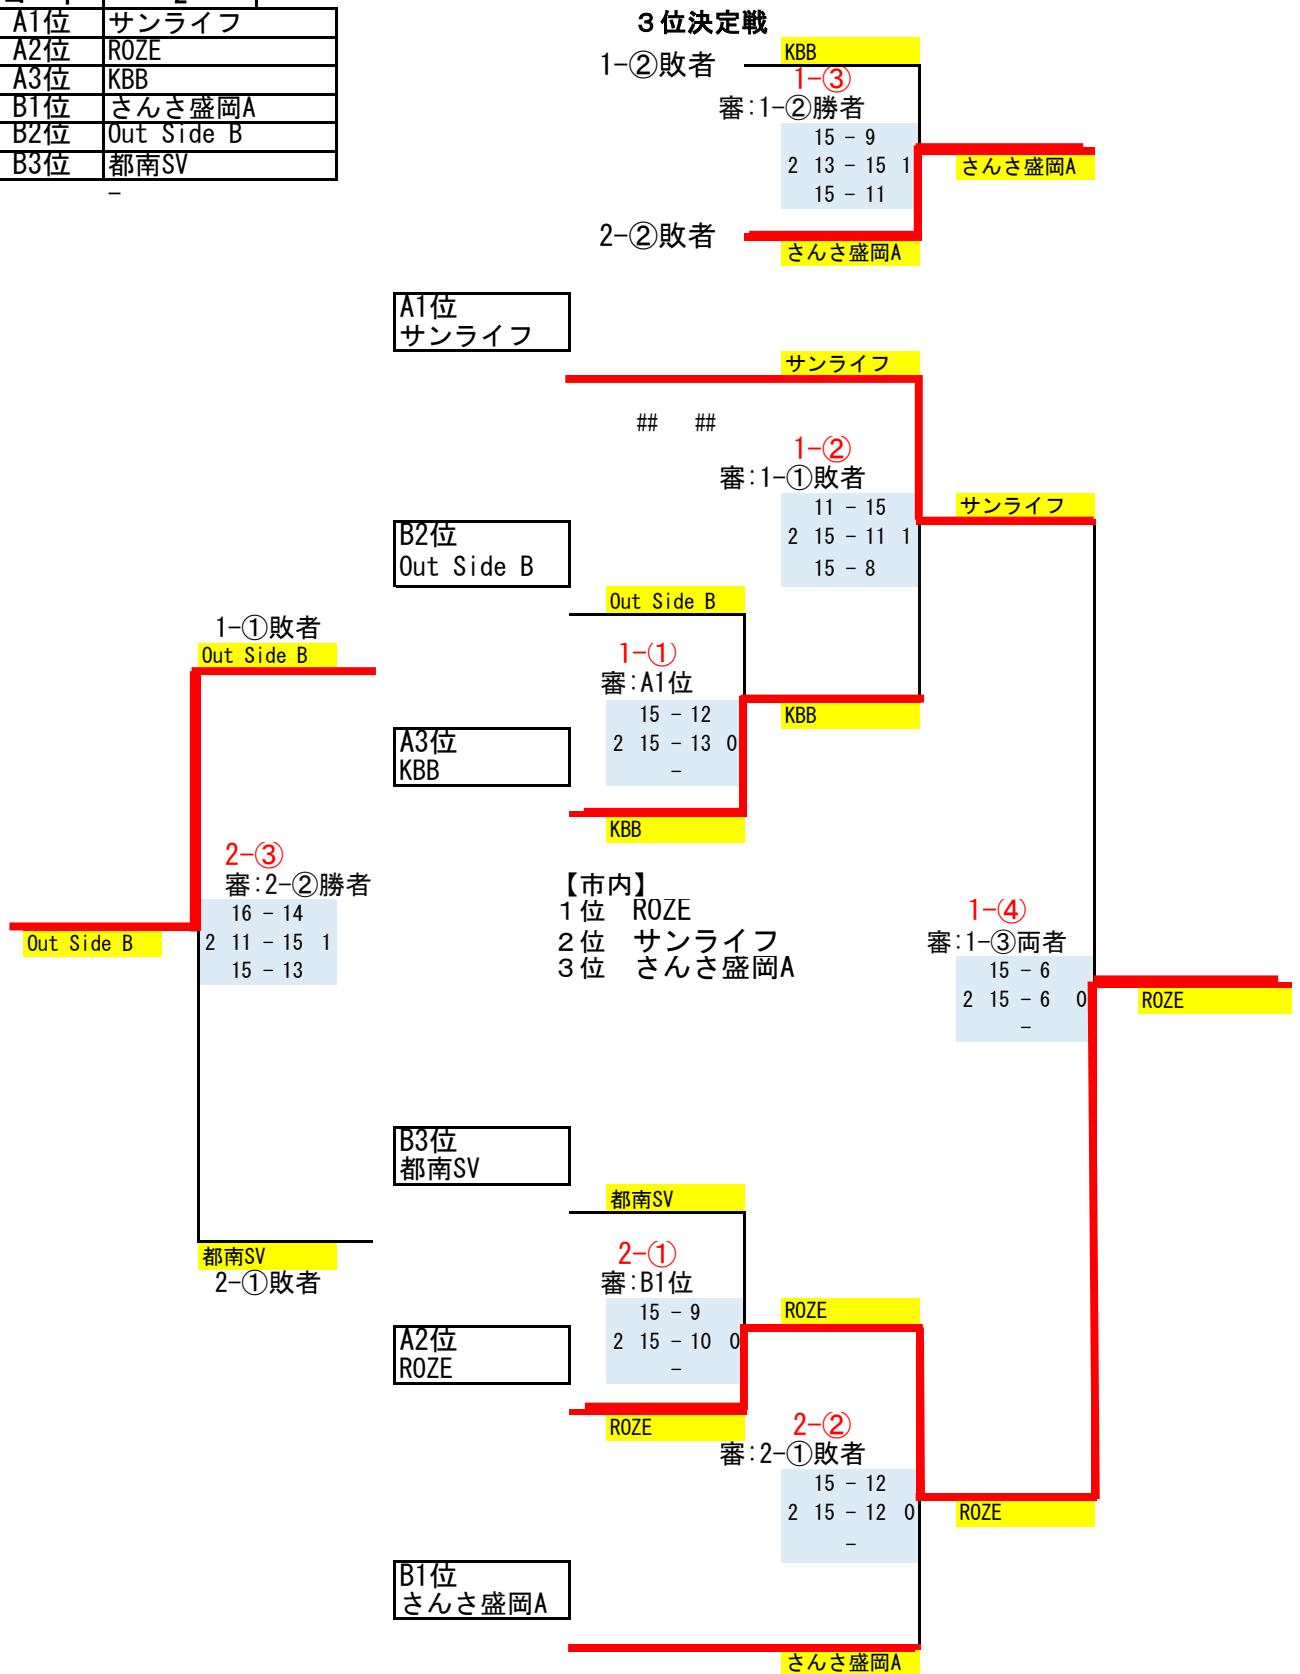 A1位 サンライフ
A2位 ROZE
A3位 KBB
B1位 さんさ盛岡A
B2位 Out Side B
B3位 都南SV
－
３位決定戦
1-②敗者
KBB
1-③
審:1-②勝者
15 － 9
2 13 － 15 1
15 － 11
さんさ盛岡A
2-②敗者
さんさ盛岡A
A1位
サンライフ
サンライフ
## ##
1-②
審:1-①敗者
11 － 15
2 15 － 11 1
15 － 8
サンライフ
B2位
Out Side B
Out Side B
1-①
審:A1位
15 － 12
2 15 － 13 0
－
KBB
A3位
KBB
KBB
1-①敗者
Out Side B
2-③
審:2-②勝者
16 － 14
2 11 － 15 1
15 － 13
Out Side B
都南SV
2-①敗者
【市内】
１位 ROZE
２位 サンライフ
３位 さんさ盛岡A
1-④
審:1-③両者
15 － 6
2 15 － 6 0
－
ROZE
B3位
都南SV
都南SV
2-①
審:B1位
15 － 9
2 15 － 10 0
－
ROZE
A2位
ROZE
ROZE
2-②
審:2-①敗者
15 － 12
2 15 － 12 0
－
ROZE
B1位
さんさ盛岡A
さんさ盛岡A